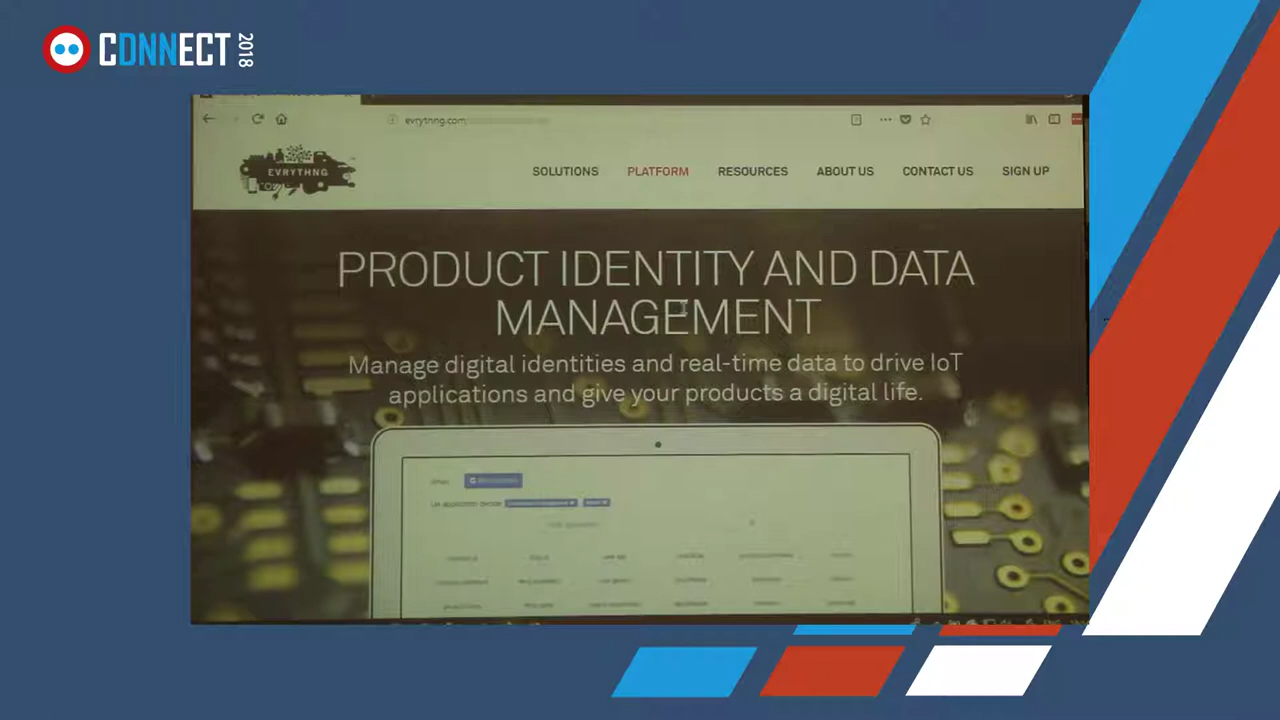 CDNNECT 2018
evrythng.com
EVRYTHNG
SOLUTIONS PLATFORM RESOURCES ABOUT US CONTACT US SIGN UP
PRODUCT IDENTITY AND DATA
MANAGEMENT
Manage digital identities and real-time data to drive IoT
applications and give your products a digital life.